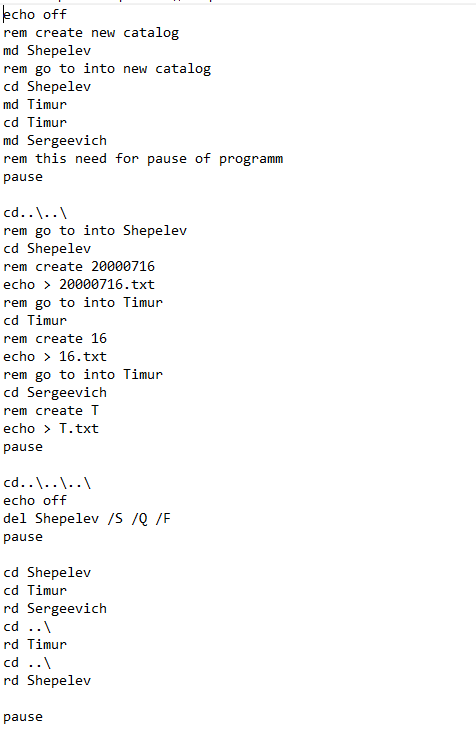 echo off
rem create new catalog
md Shepelev
rem go to into new catalog
cd Shepelev
md Timur
cd Timur
md Sergeevich
rem this need for pause of programm
pause
cd..\..\
rem go to into Shepelev
cd Shepelev
rem create 20000716
echo > 20000716.txt
rem go to into Timur
cd Timur
rem create 16
echo > 16.txt
rem go to into Timur
cd Sergeevich
rem create T
echo > T.txt
pause
cd..\..\..\
echo off
del Shepelev /S /Q /F
pause
cd Shepelev
cd Timur
rd Sergeevich
cd ..\
rd Timur
cd ..\
rd Shepelev
pause